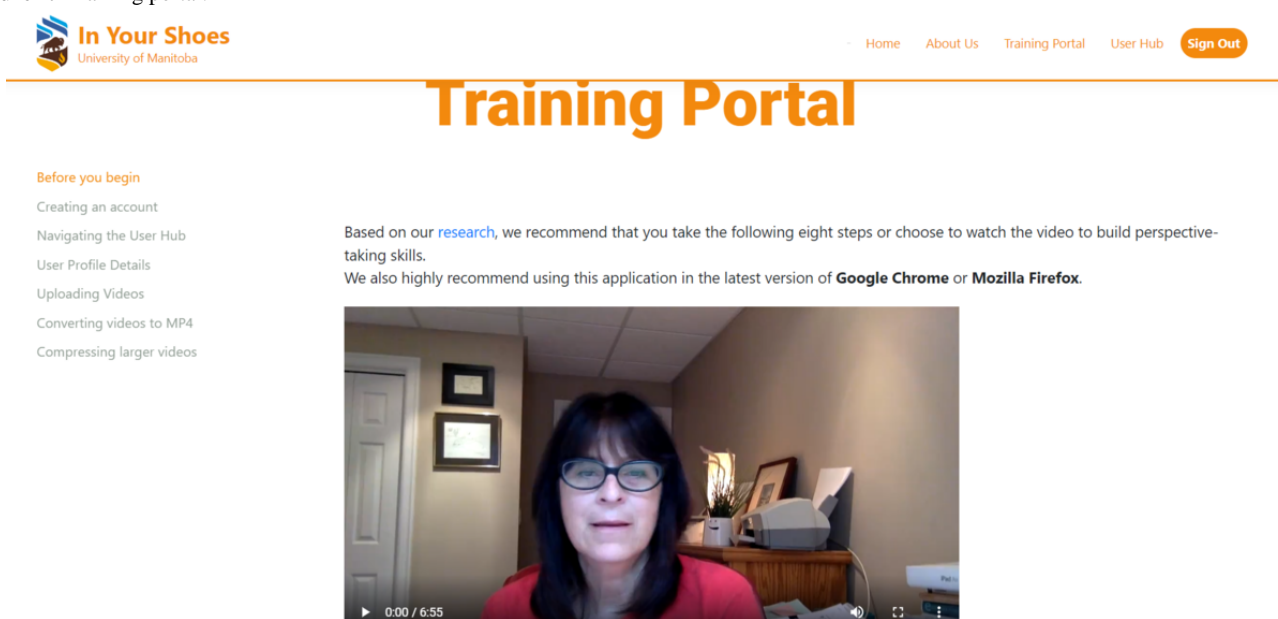 In Your Shoes
University of Manitoba
Home About Us Training Portal User Hub Sign Out
Training Portal
Before you begin
Creating an account
Navigating the User Hub
User Profile Details
Uploading Videos
Converting videos to MP4
Compressing larger videos
Based on our research, we recommend that you take the following eight steps or choose to watch the video to build perspective-
taking skills.
We also highly recommend using this application in the latest version of Google Chrome or Mozilla Firefox.
0:00 / 6:55